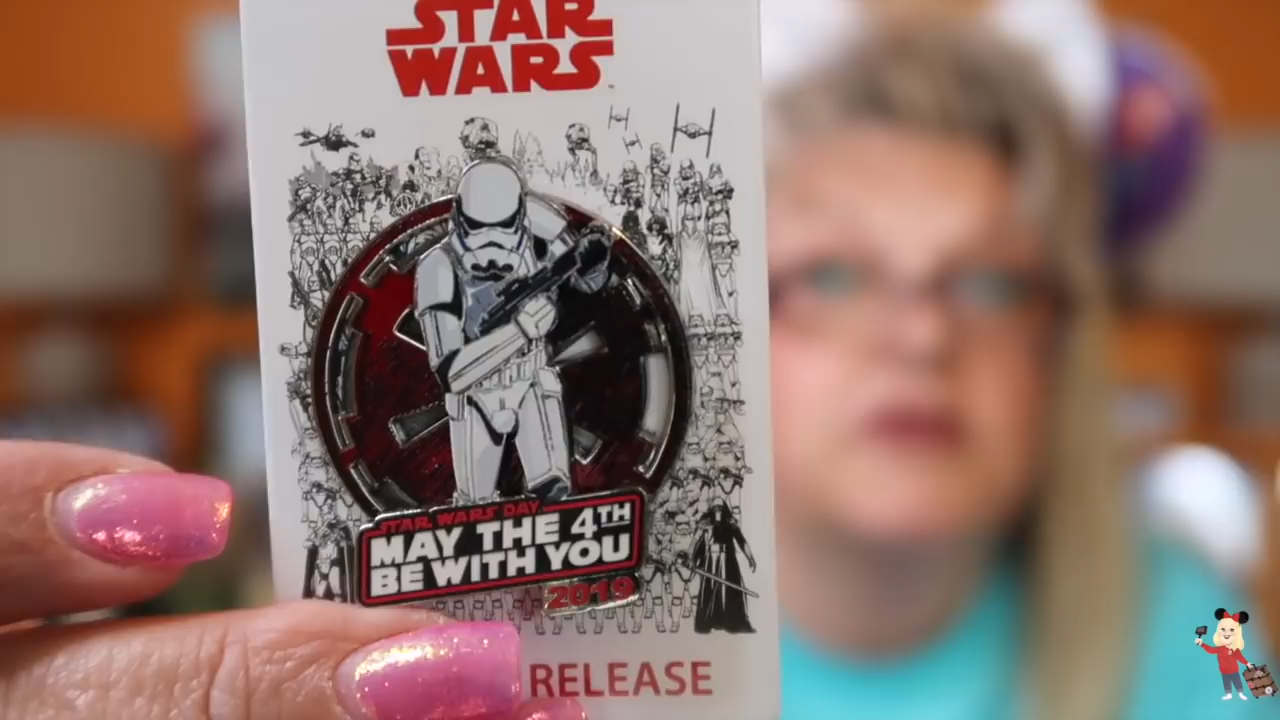 STAR
WARS
STAR WARS DAY
MAY THE 4TH
BE WITH YOU
2019
RELEASE